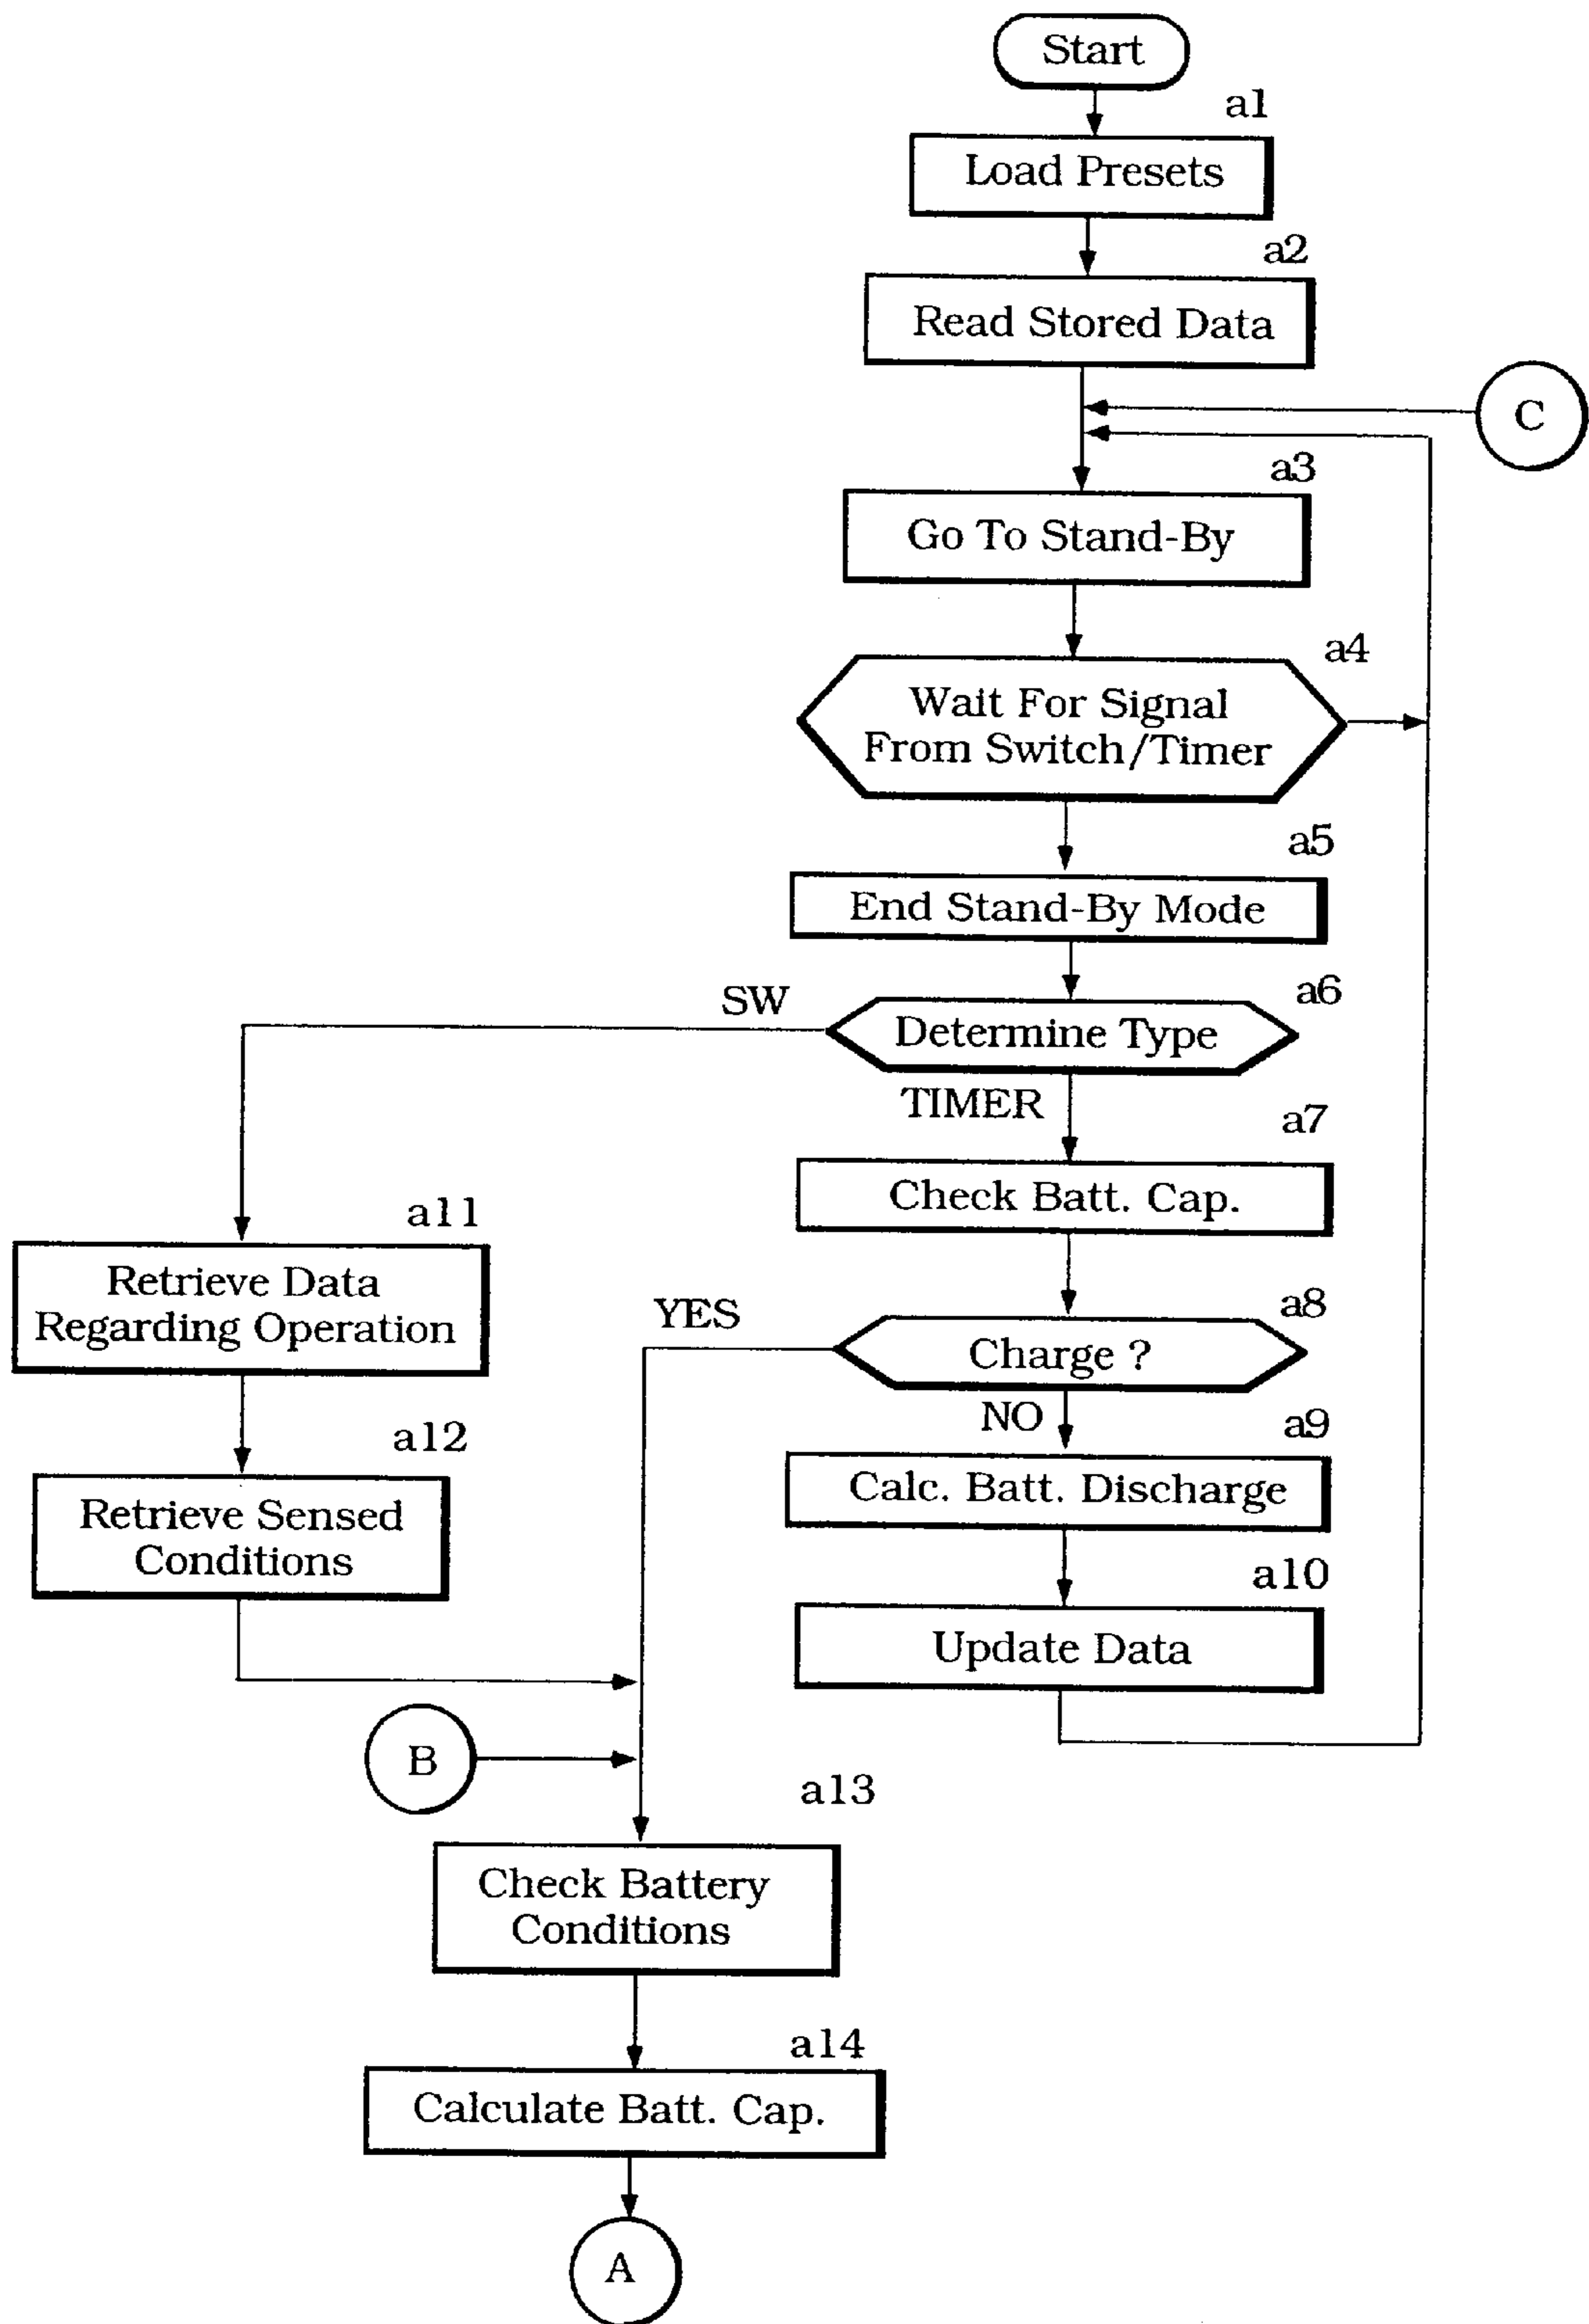 Start
a1
Load Presets
a2
Read Stored Data
C
a3
Go To Stand-By
a4
Wait For Signal
From Switch/Timer
a5
End Stand-By Mode
a6
SW
Determine Type
TIMER
a7
Check Batt. Cap.
a11
Retrieve Data
Regarding Operation
a8
YES
Charge ?
NO
a9
Calc. Batt. Discharge
a12
Retrieve Sensed
Conditions
a10
Update Data
B
a13
Check Battery
Conditions
a14
Calculate Batt. Cap.
A